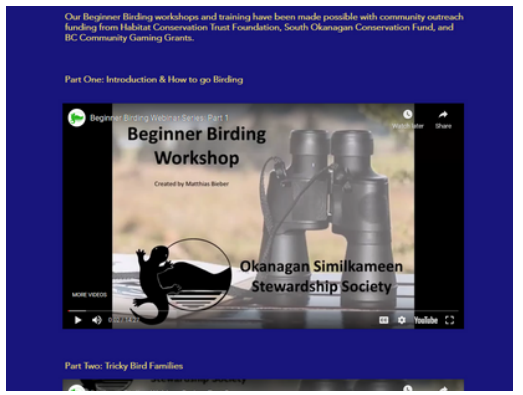 Our Beginner Birding workshops and training have been made possible with community outreach
funding from Habitat Conservation Trust Foundation, South Okanagan Conservation Fund, and
BC Community Gaming Grants.
Part One: Introduction & How to go Birding
Beginner Birding Webinar Series: Part 1
Watch later
Share
Beginner Birding
Workshop
Created by Matthias Bieber
Okanagan Similkameen
Stewardship Society
MORE VIDEOS
YouTube
Part Two: Tricky Bird Families
Stewardship Society